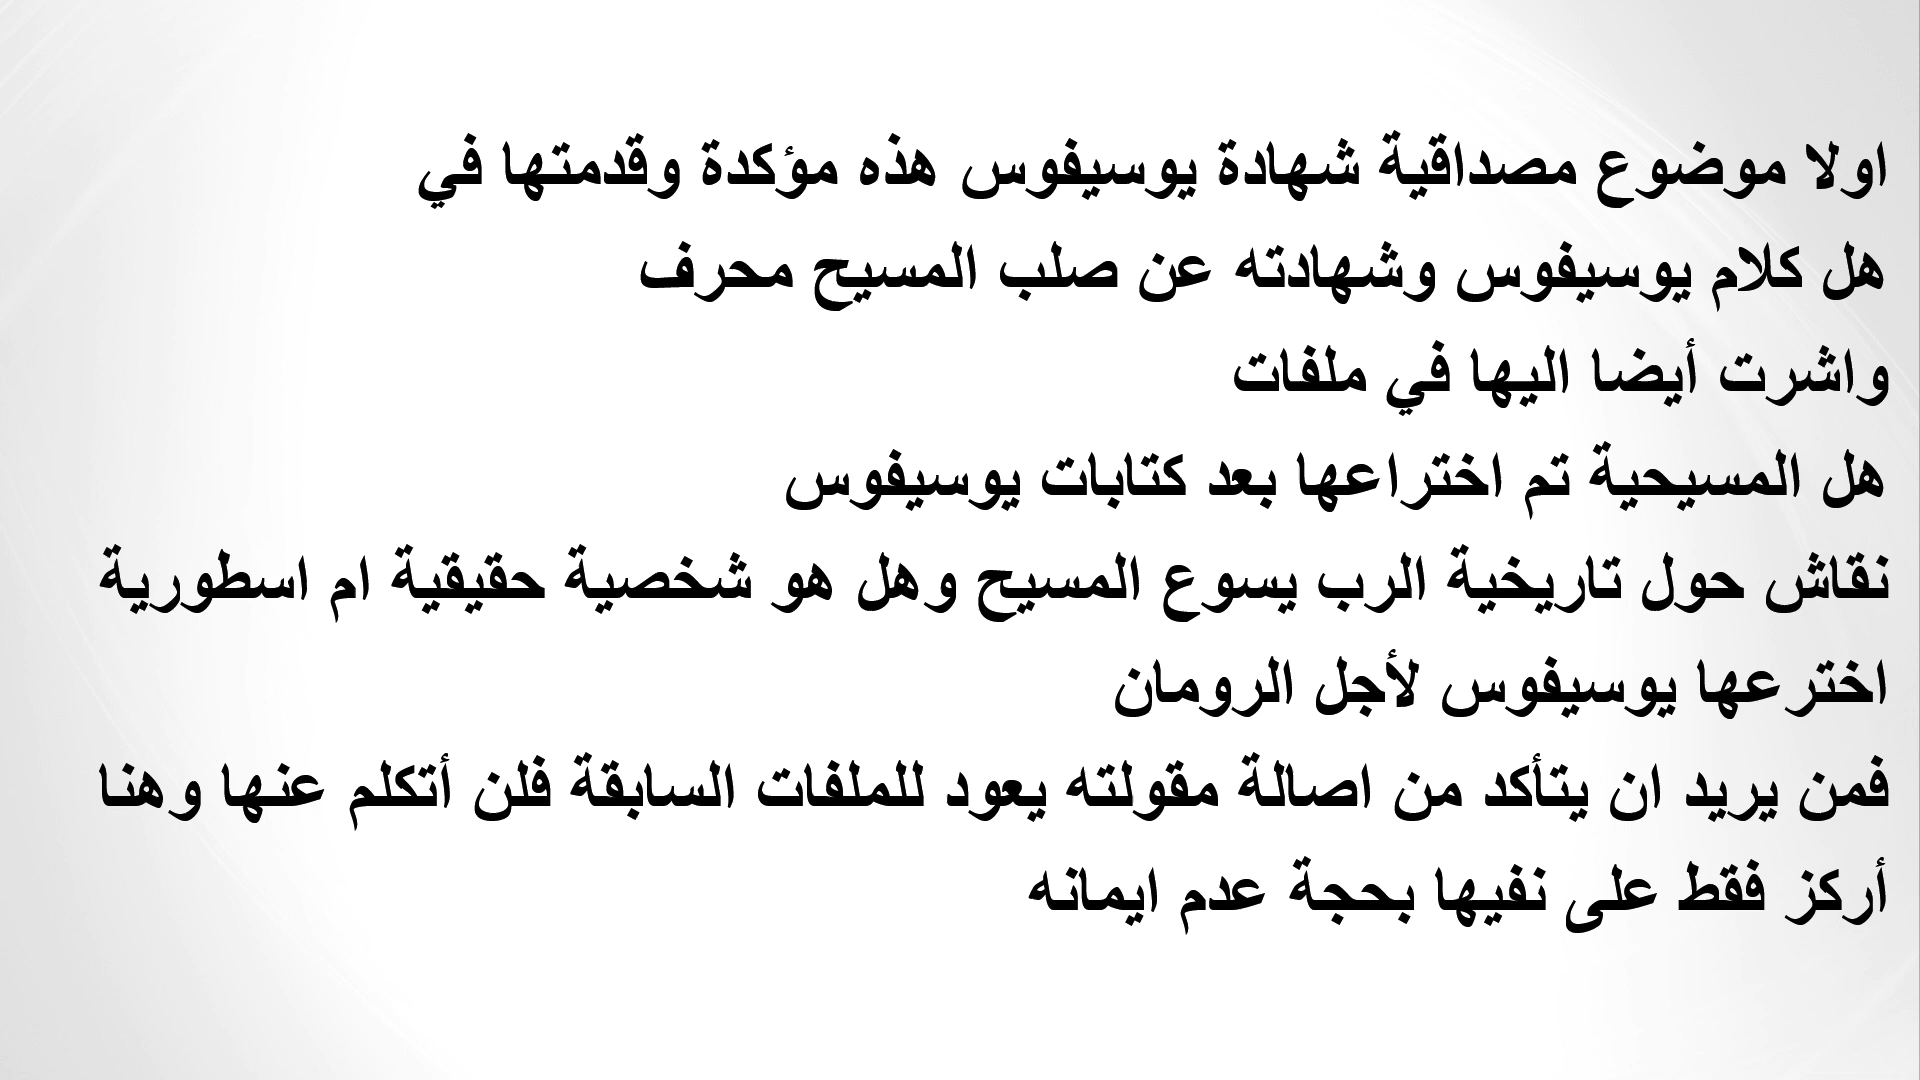 اولا موضوع مصداقية شهادة يوسيفوس هذه مؤكدة وقدمتها في
هل كلام يوسيفوس وشهادته عن صلب المسيح محرف
واشرت أيضا اليها في ملفات
هل المسيحية تم اختراعها بعد كتابات يوسيفوس
نقاش حول تاريخية الرب يسوع المسيح وهل هو شخصية حقيقية ام اسطورية
اخترعها يوسيفوس لأجل الرومان
فمن يريد ان يتأكد من اصالة مقولته يعود للملفات السابقة فلن أتكلم عنها وهنا
أركز فقط على نفيها بحجة عدم ايمانه